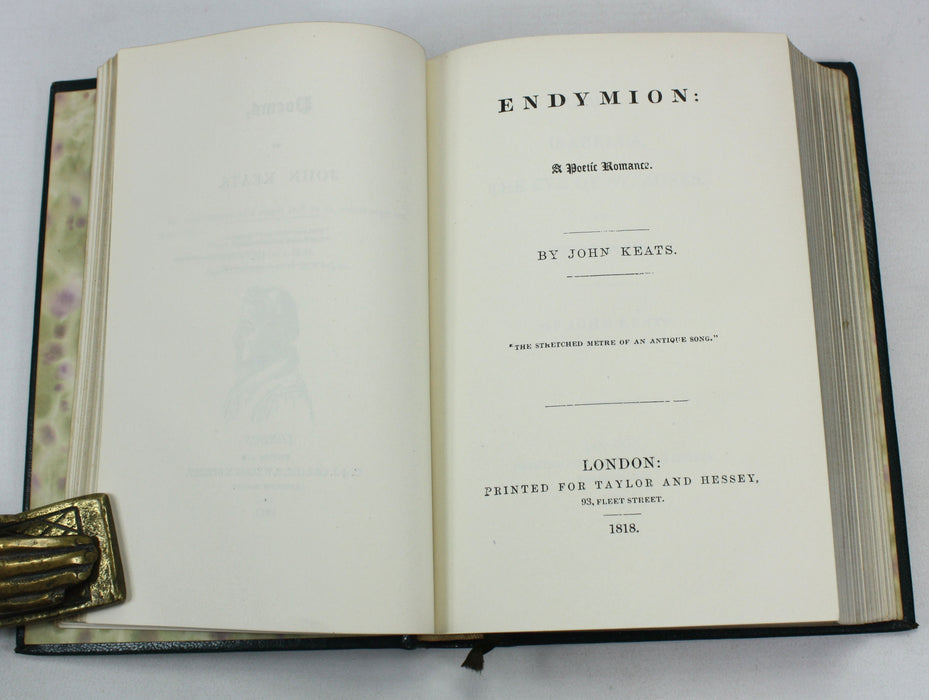 ENDYMION:
A Poetic Romance.
BY JOHN KEATS.
"THE STRETCHED METRE OF AN ANTIQUE SONG."
LONDON:
PRINTED FOR TAYLOR AND HESSEY,
93, FLEET STREET.
1818.